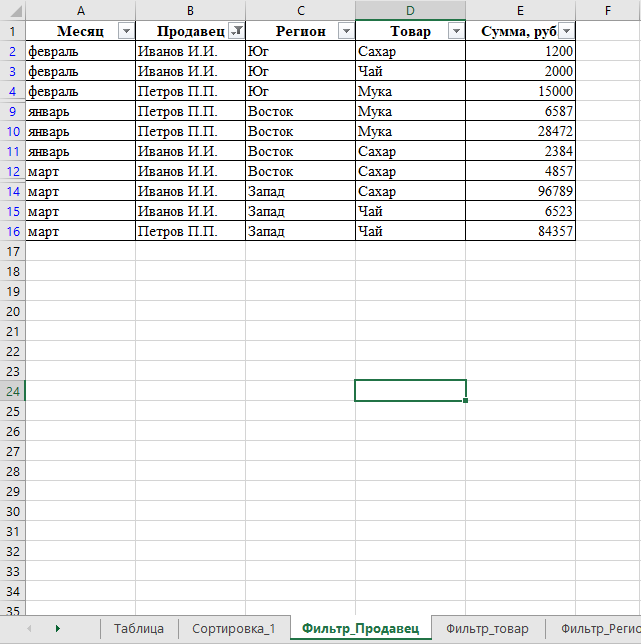 A B C D E F
1 Месяц Продавец Регион Товар Сумма, руб
2 февраль Иванов И.И. Юг Сахар 1200
3 февраль Иванов И.И. Юг Чай 2000
4 февраль Петров П.П. Юг Мука 15000
9 январь Петров П.П. Восток Мука 6587
10 январь Петров П.П. Восток Мука 28472
11 январь Иванов И.И. Восток Сахар 2384
12 март Иванов И.И. Восток Сахар 4857
14 март Иванов И.И. Запад Сахар 96789
15 март Иванов И.И. Запад Чай 6523
16 март Петров П.П. Запад Чай 84357
17
18
19
20
21
22
23
24
25
26
27
28
29
30
31
32
33
34
35
Таблица Сортировка_1 Фильтр_Продавец Фильтр_товар Фильтр_Регио